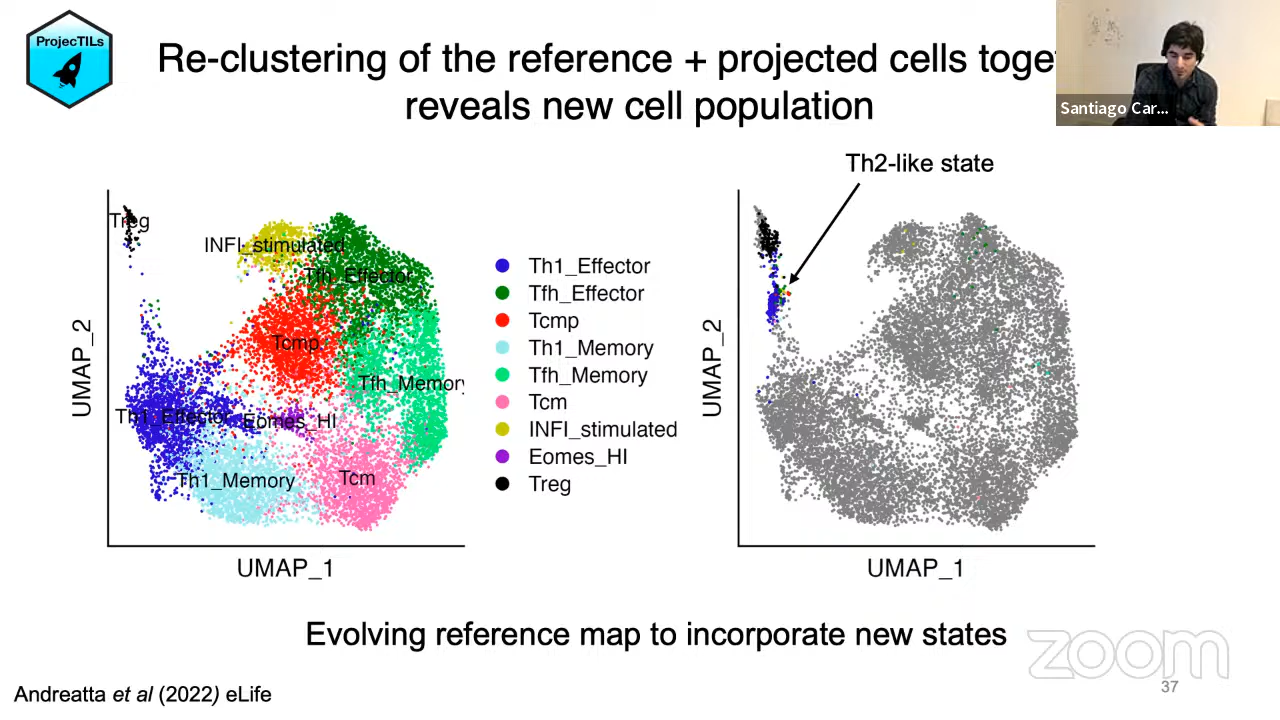 ProjecTILs
Re-clustering of the reference + projected cells toge
reveals new cell population
Santiago Car...
Th2-like state
Treg
INFI_stimulated
Tfh_Effector
Tcmp
Tfh_Memory
Th1_Effector
Eomes_HI
Th1_Memory
Tcm
UMAP_2
UMAP_1
Th1_Effector
Tfh_Effector
Tcmp
Th1_Memory
Tfh_Memory
Tcm
INFI_stimulated
Eomes_HI
Treg
UMAP_2
UMAP_1
Evolving reference map to incorporate new states
zoom
37
Andreatta et al (2022) eLife